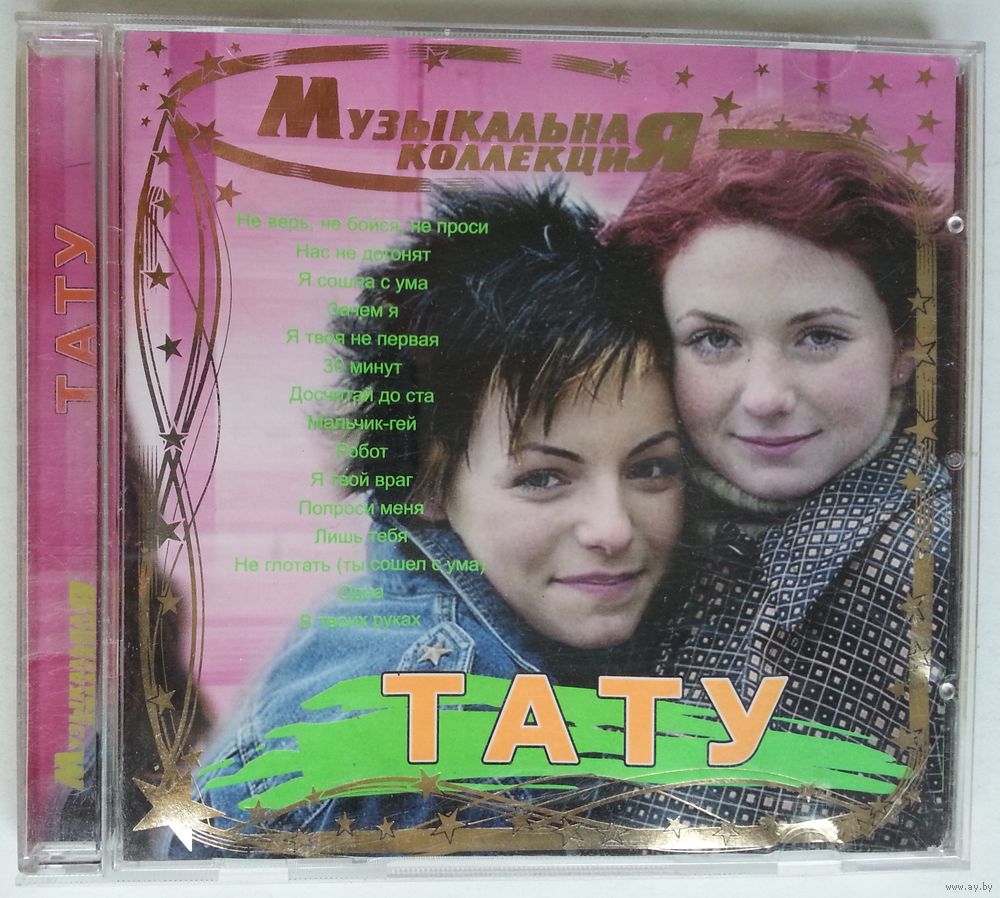 Музыкальная
коллекция
Не верь, не бойся, не проси
Нас не догонят
Я сошла с ума
Зачем я
Я твоя не первая
30 минут
Досчитай до ста
Мальчик-гей
Робот
Я твой враг
Попроси меня
Лишь тебя
Не глотать (ты сошел с ума)
Одна
В твоих руках
ТАТУ
ТАТУ
Музыкальная
www.ay.by